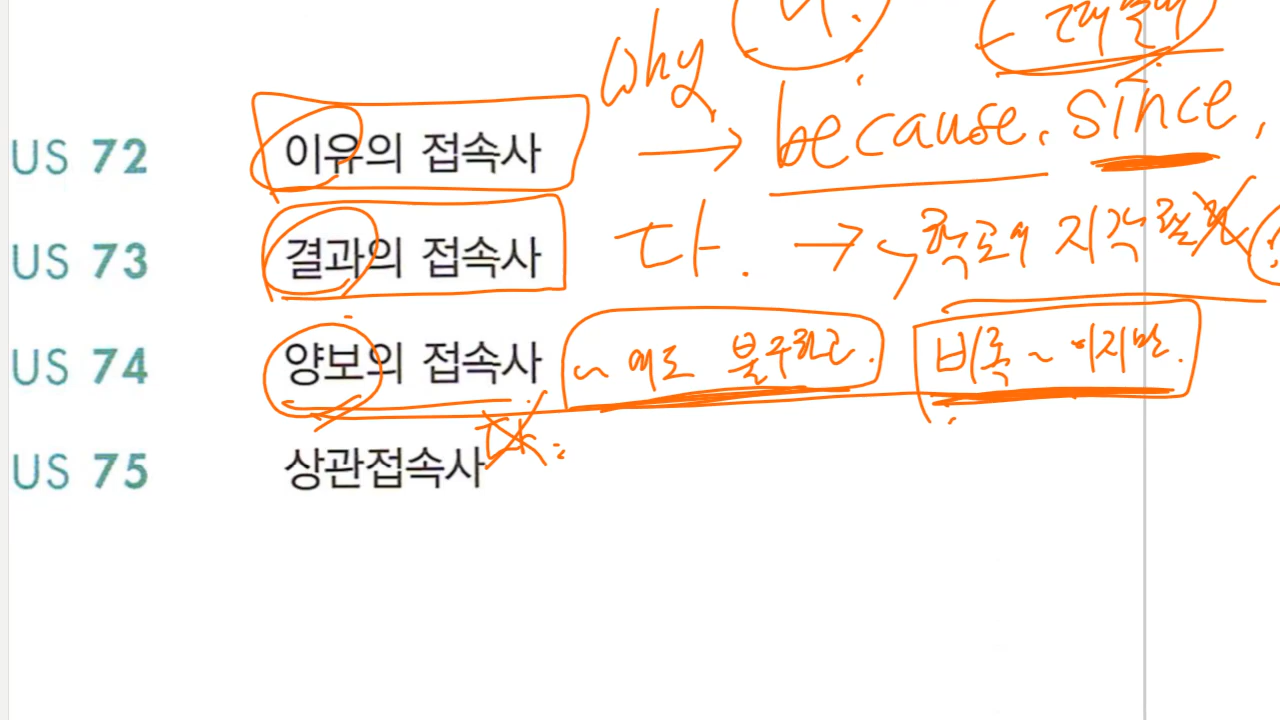 why
US 72 이유의 접속사 → because, since,
US 73 결과의 접속사 다. → 학교에 지각
US 74 양보의 접속사 ~ 에도 불구하고. 비록 ~ 이지만.
US 75 상관접속사